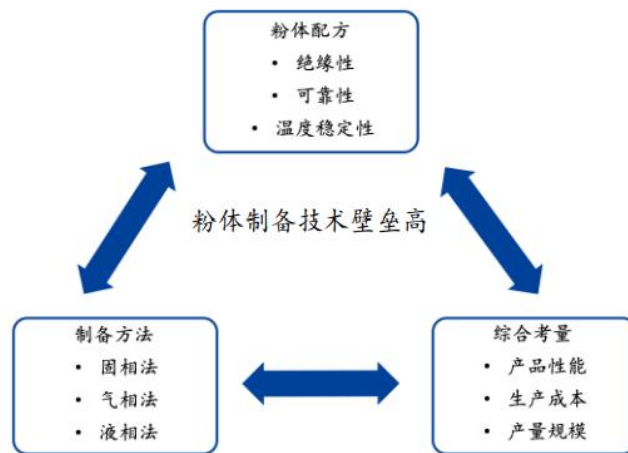 粉体配方
• 绝缘性
• 可靠性
• 温度稳定性
粉体制备技术壁垒高
制备方法
• 固相法
• 气相法
• 液相法
综合考量
• 产品性能
• 生产成本
• 产量规模